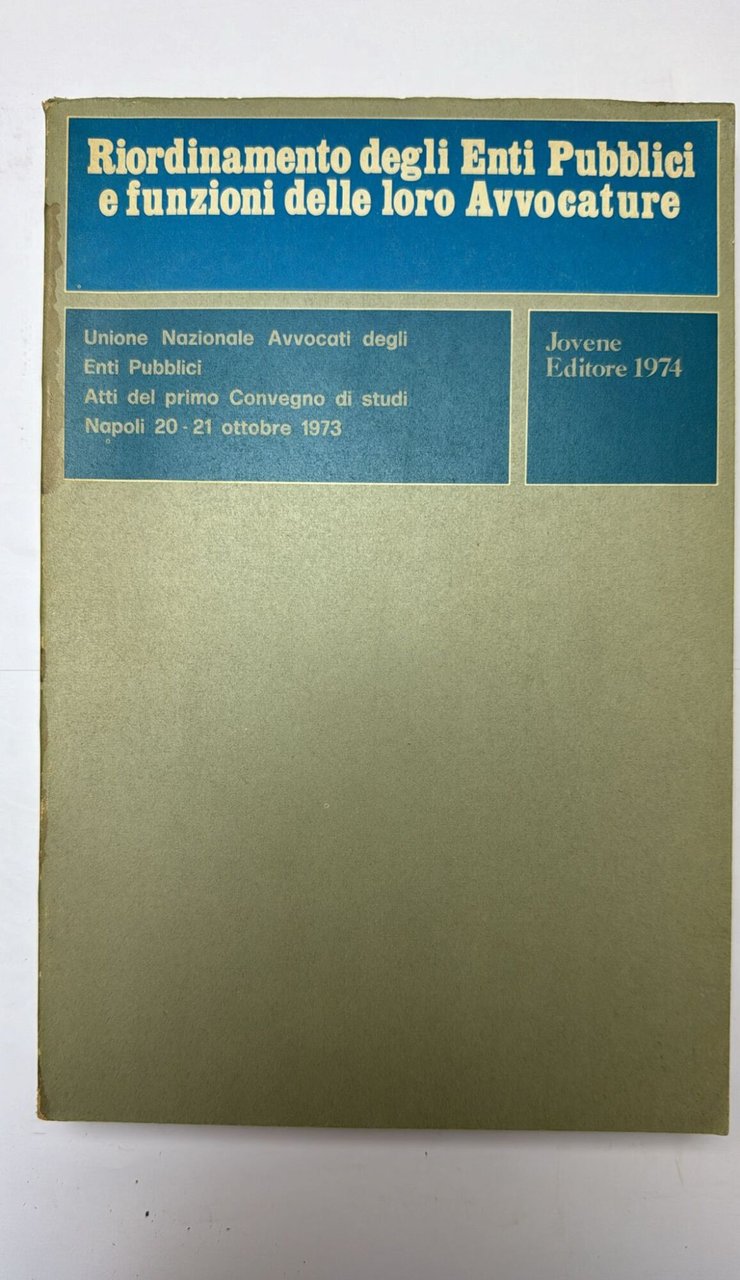 Riordinamento degli Enti Pubblici
e funzioni delle loro Avvocature
Unione Nazionale Avvocati degli
Enti Pubblici
Atti del primo Convegno di studi
Napoli 20 - 21 ottobre 1973
Jovene
Editore 1974